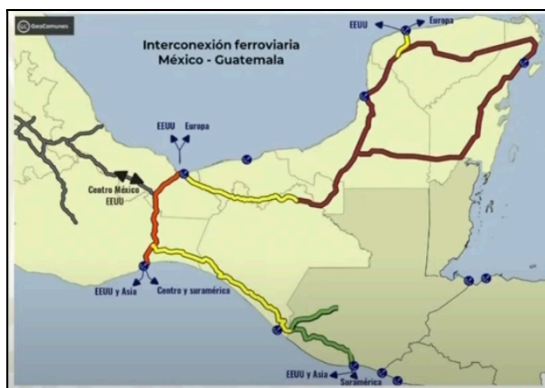 GeoComunes
Interconexión ferroviaria
México - Guatemala
EEUU
Europa
EEUU
Europa
Centro México
EEUU
EEUU y Asia
Centro y suramérica
EEUU y Asia
Suramérica